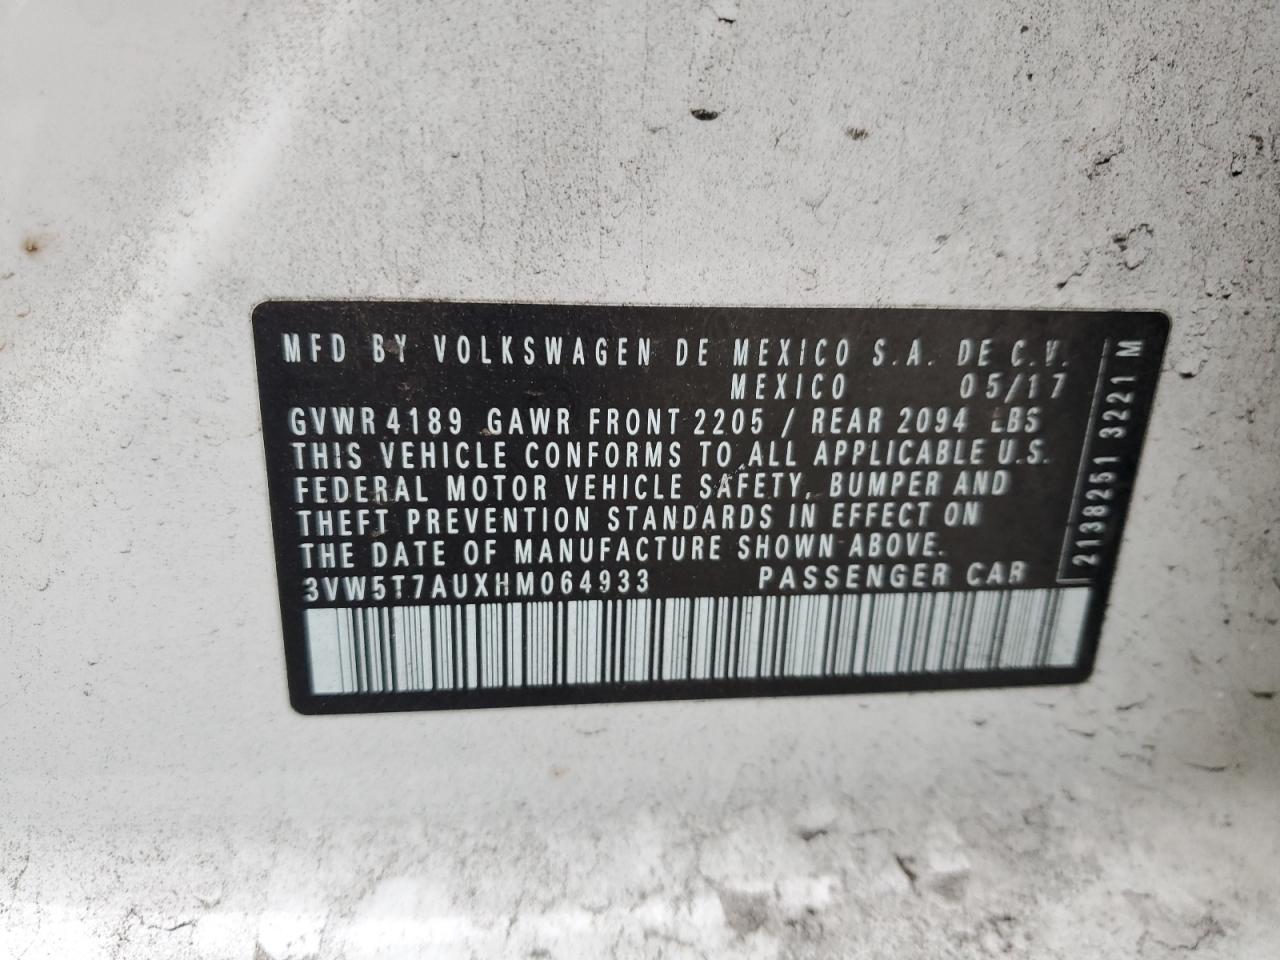 MFD BY VOLKSWAGEN DE MEXICO S.A. DE C.V.
MEXICO 05/17
GVWR 4189 GAWR FRONT 2205 / REAR 2094 LBS
THIS VEHICLE CONFORMS TO ALL APPLICABLE U.S.
FEDERAL MOTOR VEHICLE SAFETY, BUMPER AND
THEFT PREVENTION STANDARDS IN EFFECT ON
THE DATE OF MANUFACTURE SHOWN ABOVE.
3VW5T7AUXHM064933 PASSENGER CAR
2138251 3221 M